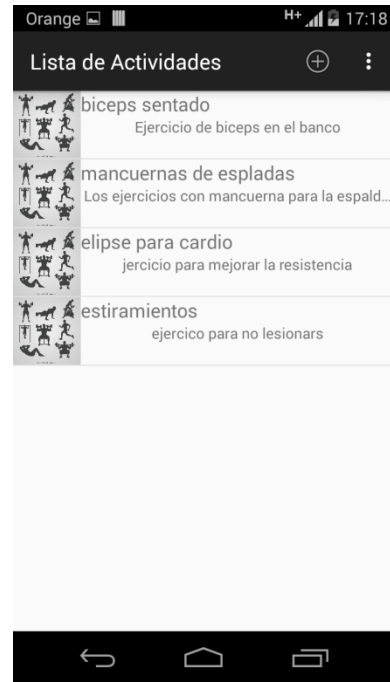 Orange H+ 17:18
Lista de Actividades
biceps sentado
Ejercicio de biceps en el banco
mancuernas de espladas
Los ejercicios con mancuerna para la espald...
elipse para cardio
jercicio para mejorar la resistencia
estiramientos
ejercico para no lesionars